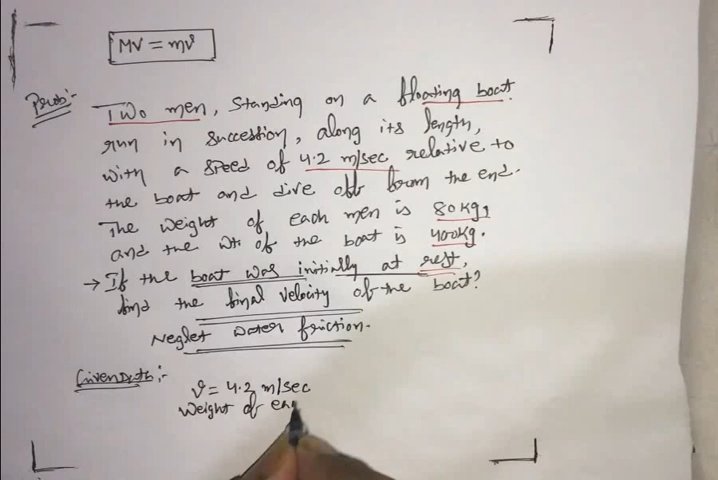 MV = mv
Prob:-
Two men, standing on a floating boat.
run in succession, along its length,
with a speed of 4.2 m/sec relative to
the boat and dive off from the end.
The weight of each men is 80kg,
and the wt. of the boat is 400kg.
→ If the boat was initially at rest,
find the final velocity of the boat?
Neglet water friction.
Given Data:-
v = 4.2 m/sec
Weight of ea